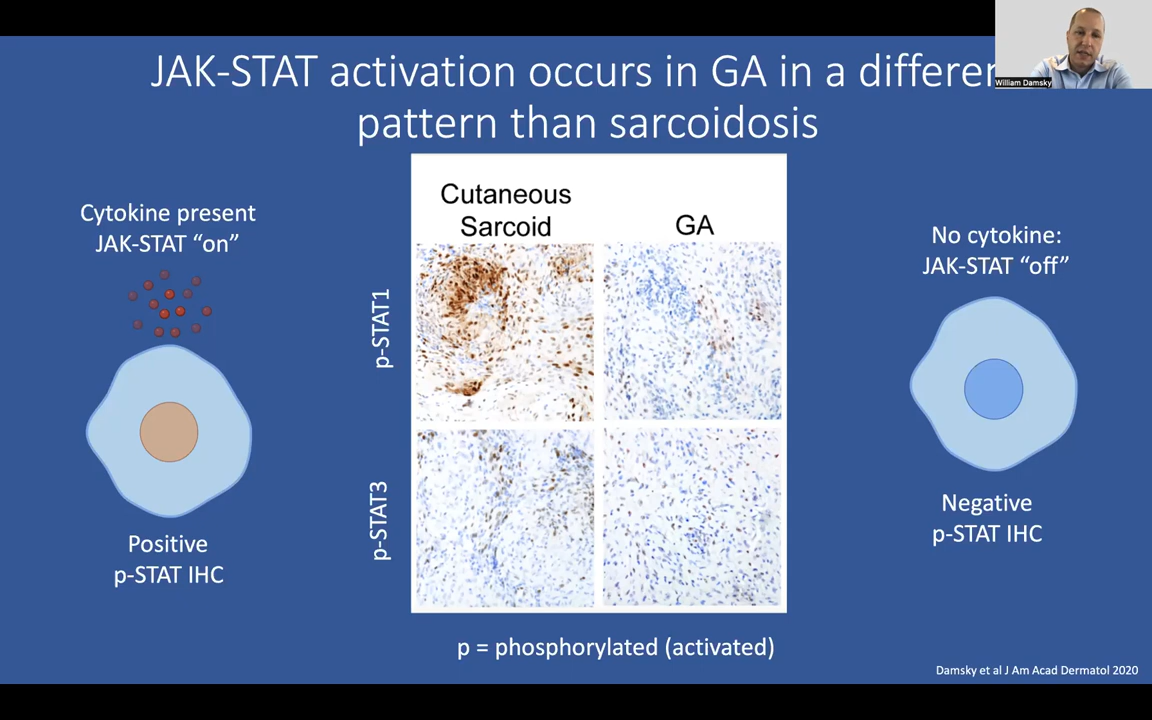 JAK-STAT activation occurs in GA in a differen
pattern than sarcoidosis
William Damsky
Cytokine present
JAK-STAT “on”
Positive
p-STAT IHC
Cutaneous
Sarcoid
GA
p-STAT1
p-STAT3
p = phosphorylated (activated)
No cytokine:
JAK-STAT “off”
Negative
p-STAT IHC
Damsky et al J Am Acad Dermatol 2020